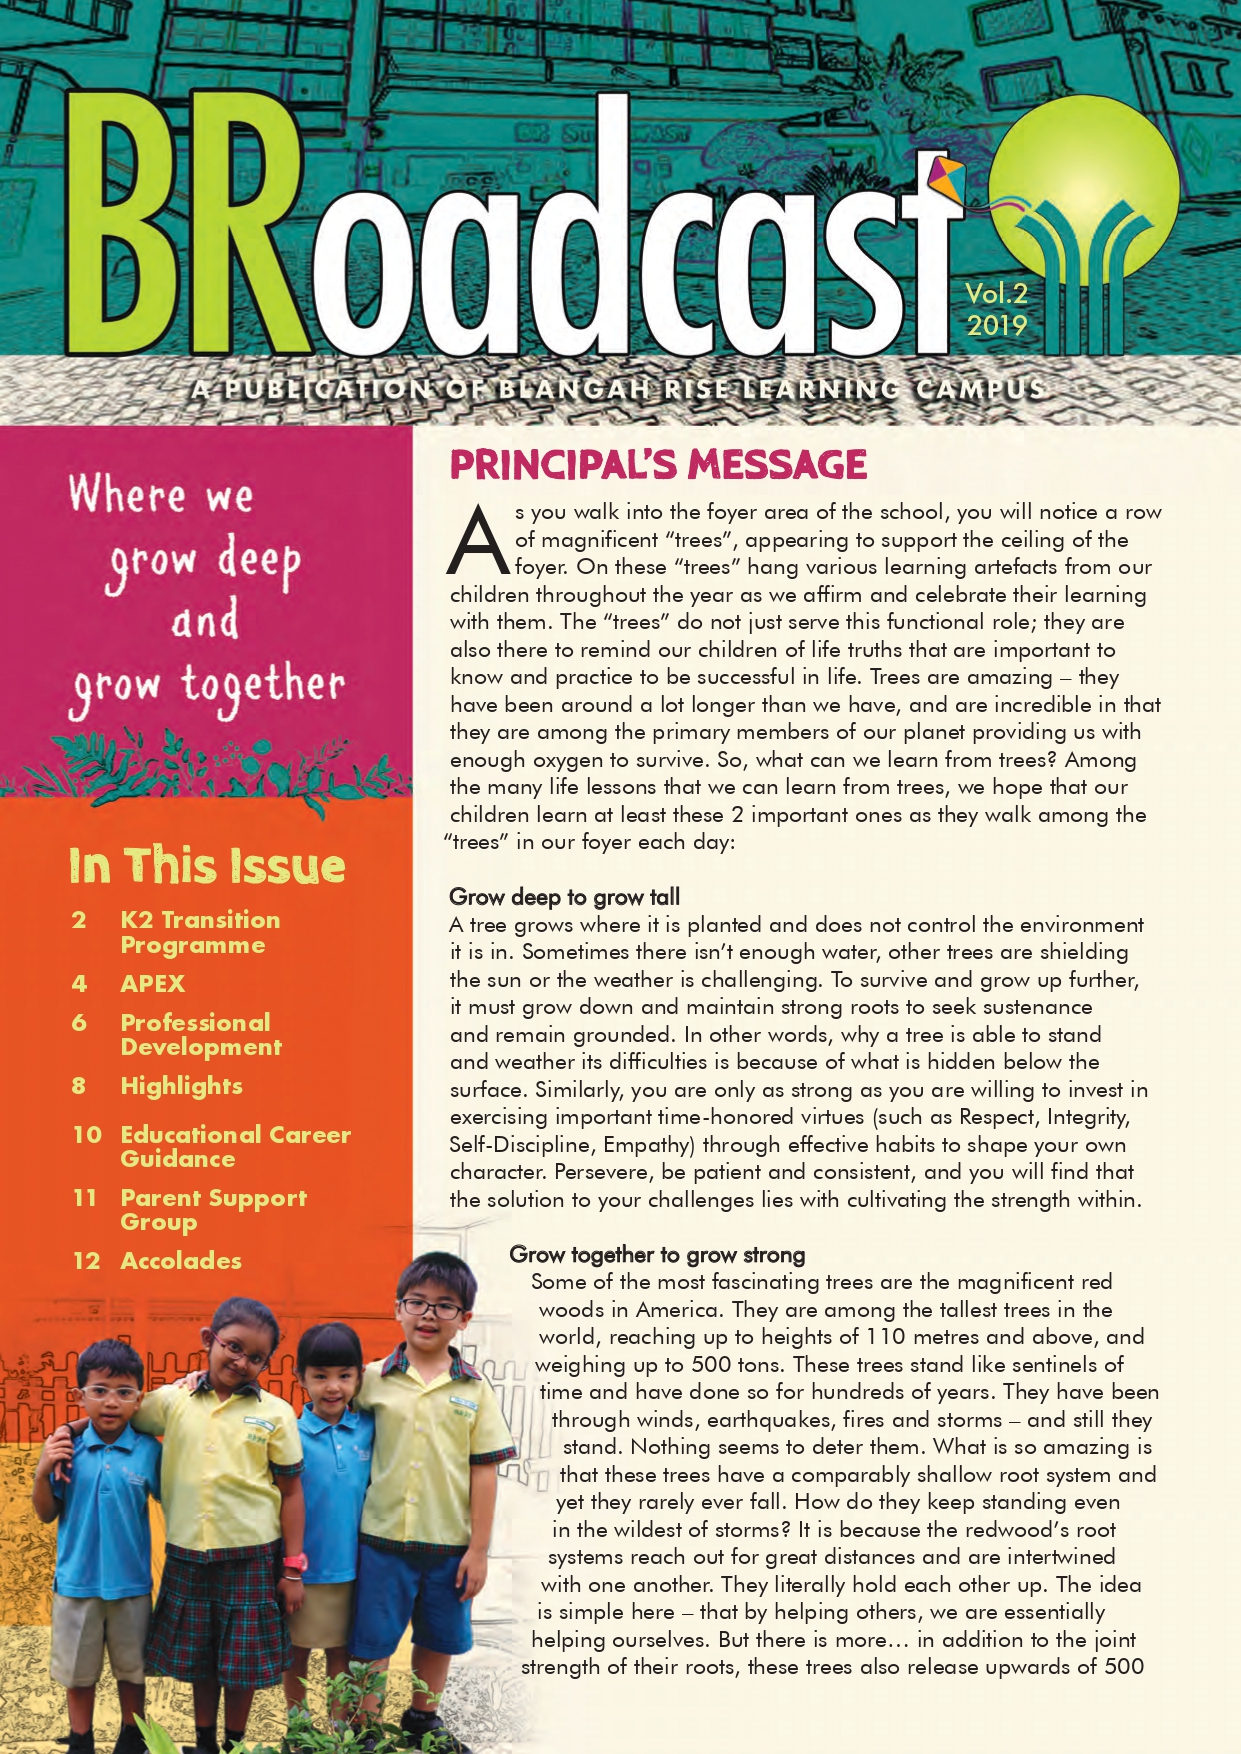 BRoadcast
Vol.2
2019
A PUBLICATION OF BLANGAH RISE LEARNING CAMPUS
Where we
grow deep
and
grow together
In This Issue
2 K2 Transition
Programme
4 APEX
6 Professional
Development
8 Highlights
10 Educational Career
Guidance
11 Parent Support
Group
12 Accolades
PRINCIPAL'S MESSAGE
As you walk into the foyer area of the school, you will notice a row
of magnificent “trees”, appearing to support the ceiling of the
foyer. On these “trees” hang various learning artefacts from our
children throughout the year as we affirm and celebrate their learning
with them. The “trees” do not just serve this functional role; they are
also there to remind our children of life truths that are important to
know and practice to be successful in life. Trees are amazing – they
have been around a lot longer than we have, and are incredible in that
they are among the primary members of our planet providing us with
enough oxygen to survive. So, what can we learn from trees? Among
the many life lessons that we can learn from trees, we hope that our
children learn at least these 2 important ones as they walk among the
“trees” in our foyer each day:
Grow deep to grow tall
A tree grows where it is planted and does not control the environment
it is in. Sometimes there isn’t enough water, other trees are shielding
the sun or the weather is challenging. To survive and grow up further,
it must grow down and maintain strong roots to seek sustenance
and remain grounded. In other words, why a tree is able to stand
and weather its difficulties is because of what is hidden below the
surface. Similarly, you are only as strong as you are willing to invest in
exercising important time-honored virtues (such as Respect, Integrity,
Self-Discipline, Empathy) through effective habits to shape your own
character. Persevere, be patient and consistent, and you will find that
the solution to your challenges lies with cultivating the strength within.
Grow together to grow strong
Some of the most fascinating trees are the magnificent red
woods in America. They are among the tallest trees in the
world, reaching up to heights of 110 metres and above, and
weighing up to 500 tons. These trees stand like sentinels of
time and have done so for hundreds of years. They have been
through winds, earthquakes, fires and storms – and still they
stand. Nothing seems to deter them. What is so amazing is
that these trees have a comparably shallow root system and
yet they rarely ever fall. How do they keep standing even
in the wildest of storms? It is because the redwood’s root
systems reach out for great distances and are intertwined
with one another. They literally hold each other up. The idea
is simple here – that by helping others, we are essentially
helping ourselves. But there is more… in addition to the joint
strength of their roots, these trees also release upwards of 500